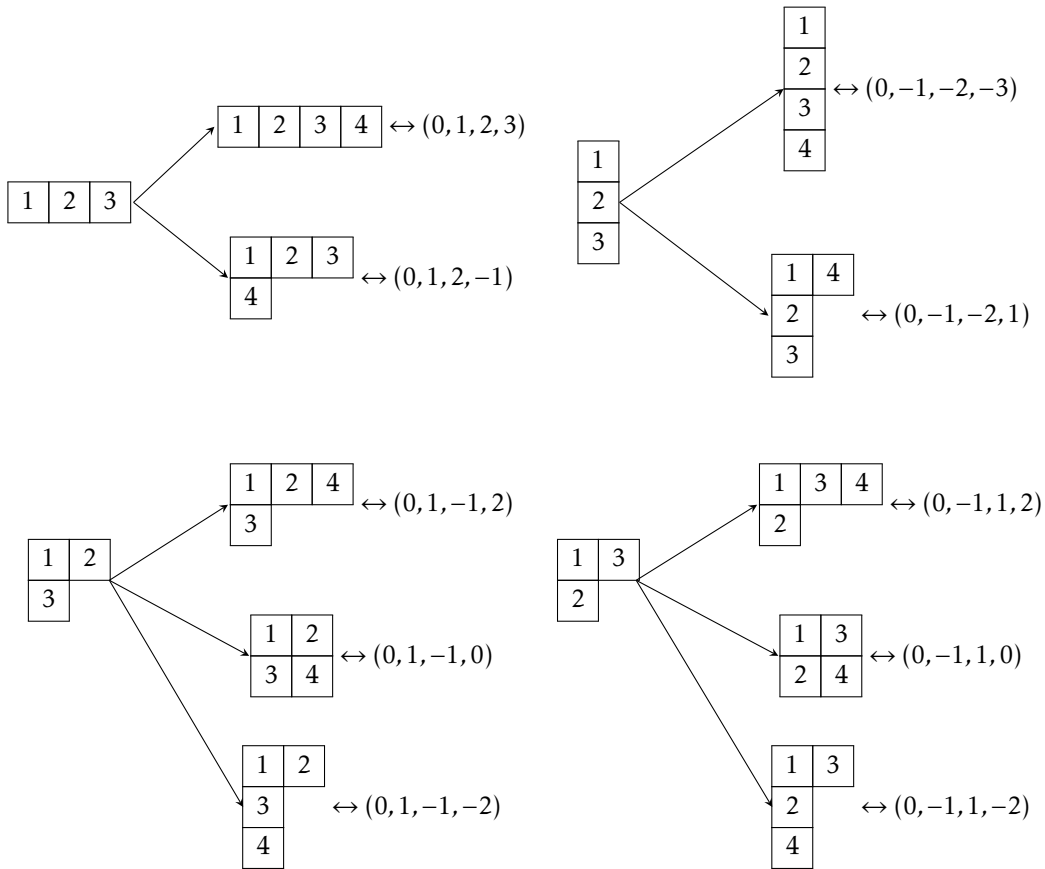 1 2 3
1 2 3 4 ↔ (0, 1, 2, 3)
1 2 3
4
↔ (0, 1, 2, −1)
1
2
3
1
2
3
4
↔ (0, −1, −2, −3)
1 4
2
3
↔ (0, −1, −2, 1)
1 2
3
1 2 4
3
↔ (0, 1, −1, 2)
1 2
3 4
↔ (0, 1, −1, 0)
1 2
3
4
↔ (0, 1, −1, −2)
1 3
2
1 3 4
2
↔ (0, −1, 1, 2)
1 3
2 4
↔ (0, −1, 1, 0)
1 3
2
4
↔ (0, −1, 1, −2)